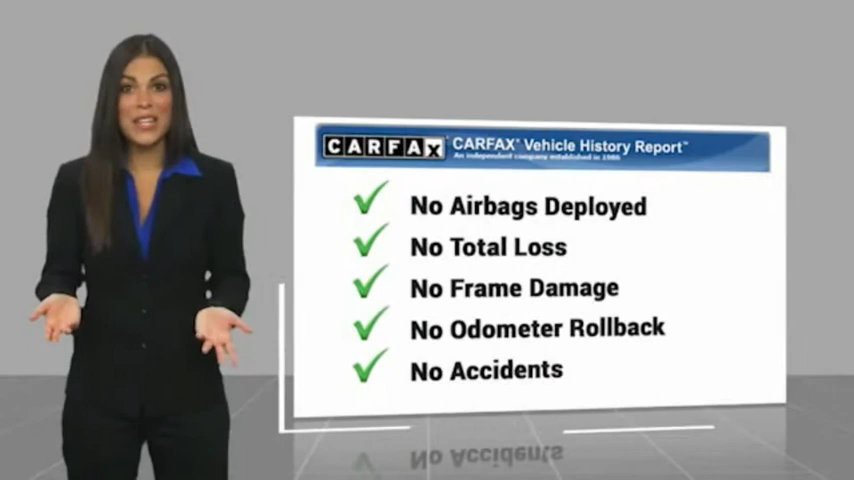 CARFAX CARFAX® Vehicle History Report™
An independent company established in 1986
No Airbags Deployed
No Total Loss
No Frame Damage
No Odometer Rollback
No Accidents
No Accidents